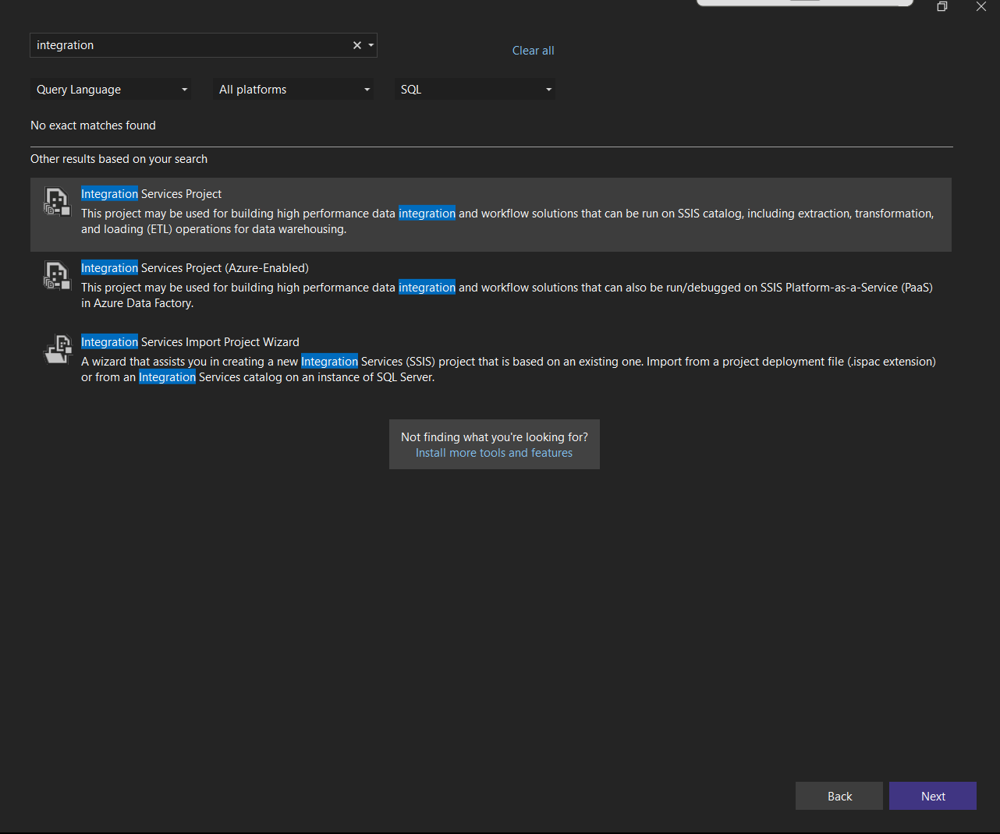 integration
Clear all
Query Language
All platforms
SQL
No exact matches found
Other results based on your search
Integration Services Project
This project may be used for building high performance data integration and workflow solutions that can be run on SSIS catalog, including extraction, transformation,
and loading (ETL) operations for data warehousing.
Integration Services Project (Azure-Enabled)
This project may be used for building high performance data integration and workflow solutions that can also be run/debugged on SSIS Platform-as-a-Service (PaaS)
in Azure Data Factory.
Integration Services Import Project Wizard
A wizard that assists you in creating a new Integration Services (SSIS) project that is based on an existing one. Import from a project deployment file (.ispac extension)
or from an Integration Services catalog on an instance of SQL Server.
Not finding what you're looking for?
Install more tools and features
Back
Next